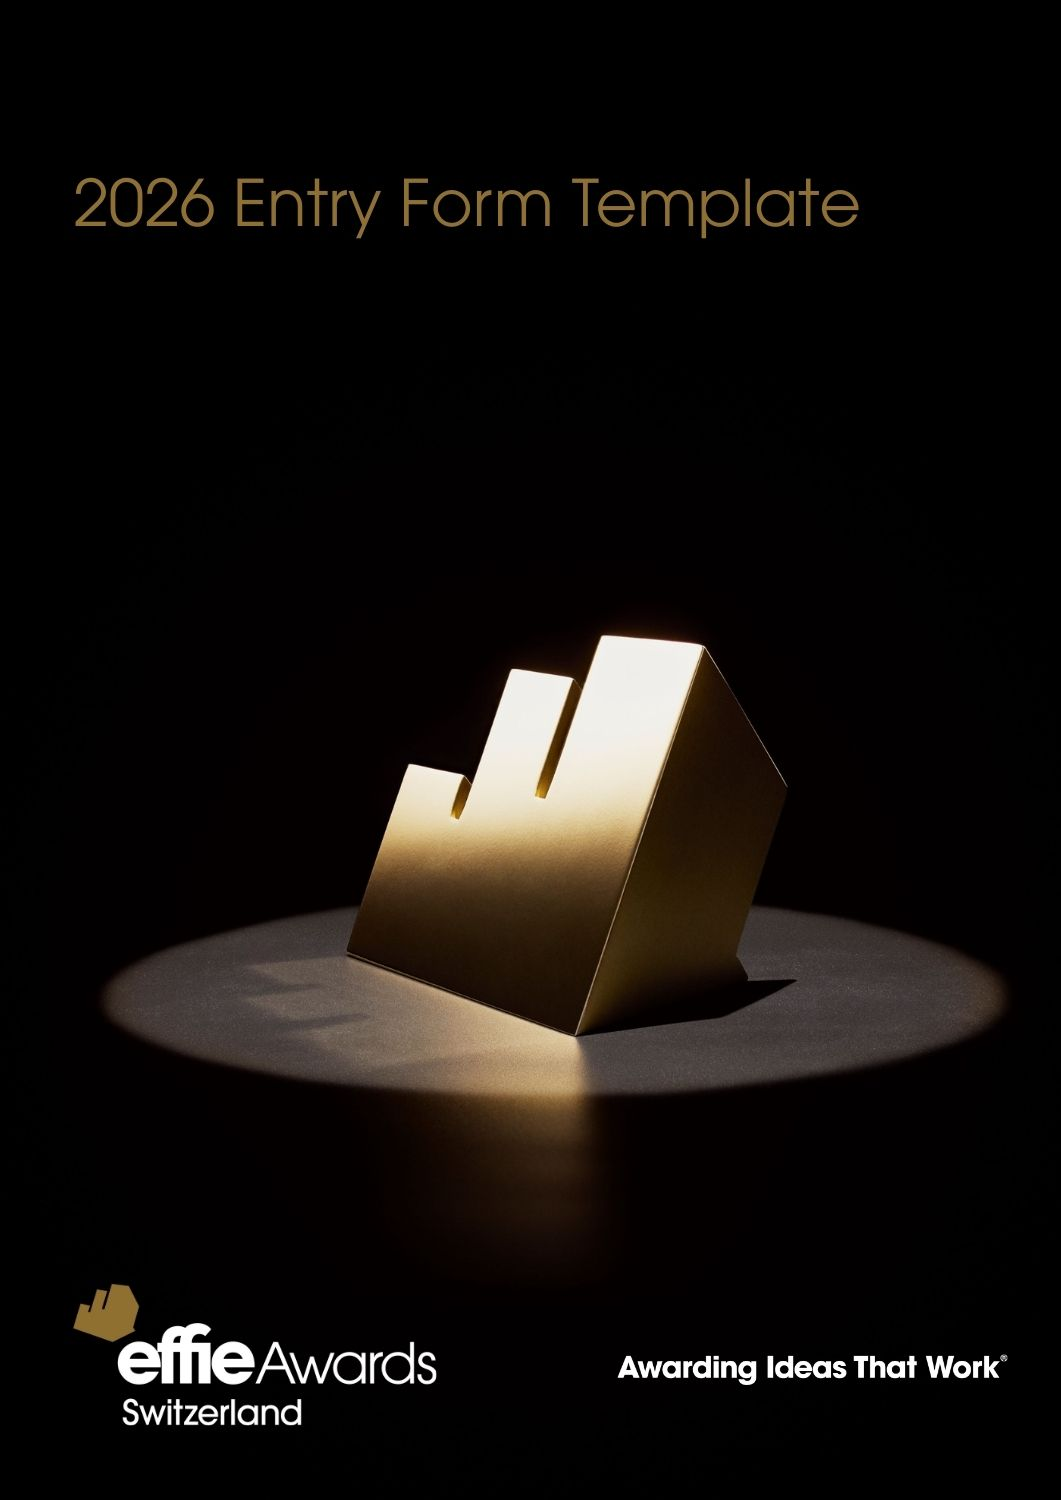 2026 Entry Form Template
effie Awards
Switzerland
Awarding Ideas That Work®